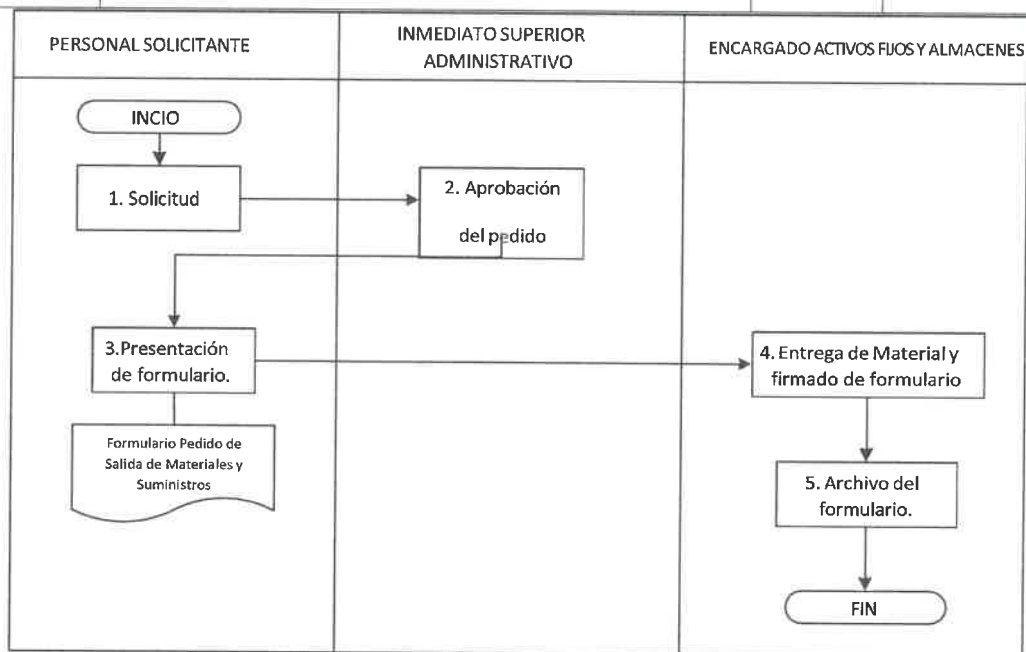 PERSONAL SOLICITANTE
INMEDIATO SUPERIOR
ADMINISTRATIVO
ENCARGADO ACTIVOS FIJOS Y ALMACENES
INCIO
1. Solicitud
2. Aprobación
del pedido
3.Presentación
de formulario.
4. Entrega de Material y
firmado de formulario
Formulario Pedido de
Salida de Materiales y
Suministros
5. Archivo del
formulario.
FIN